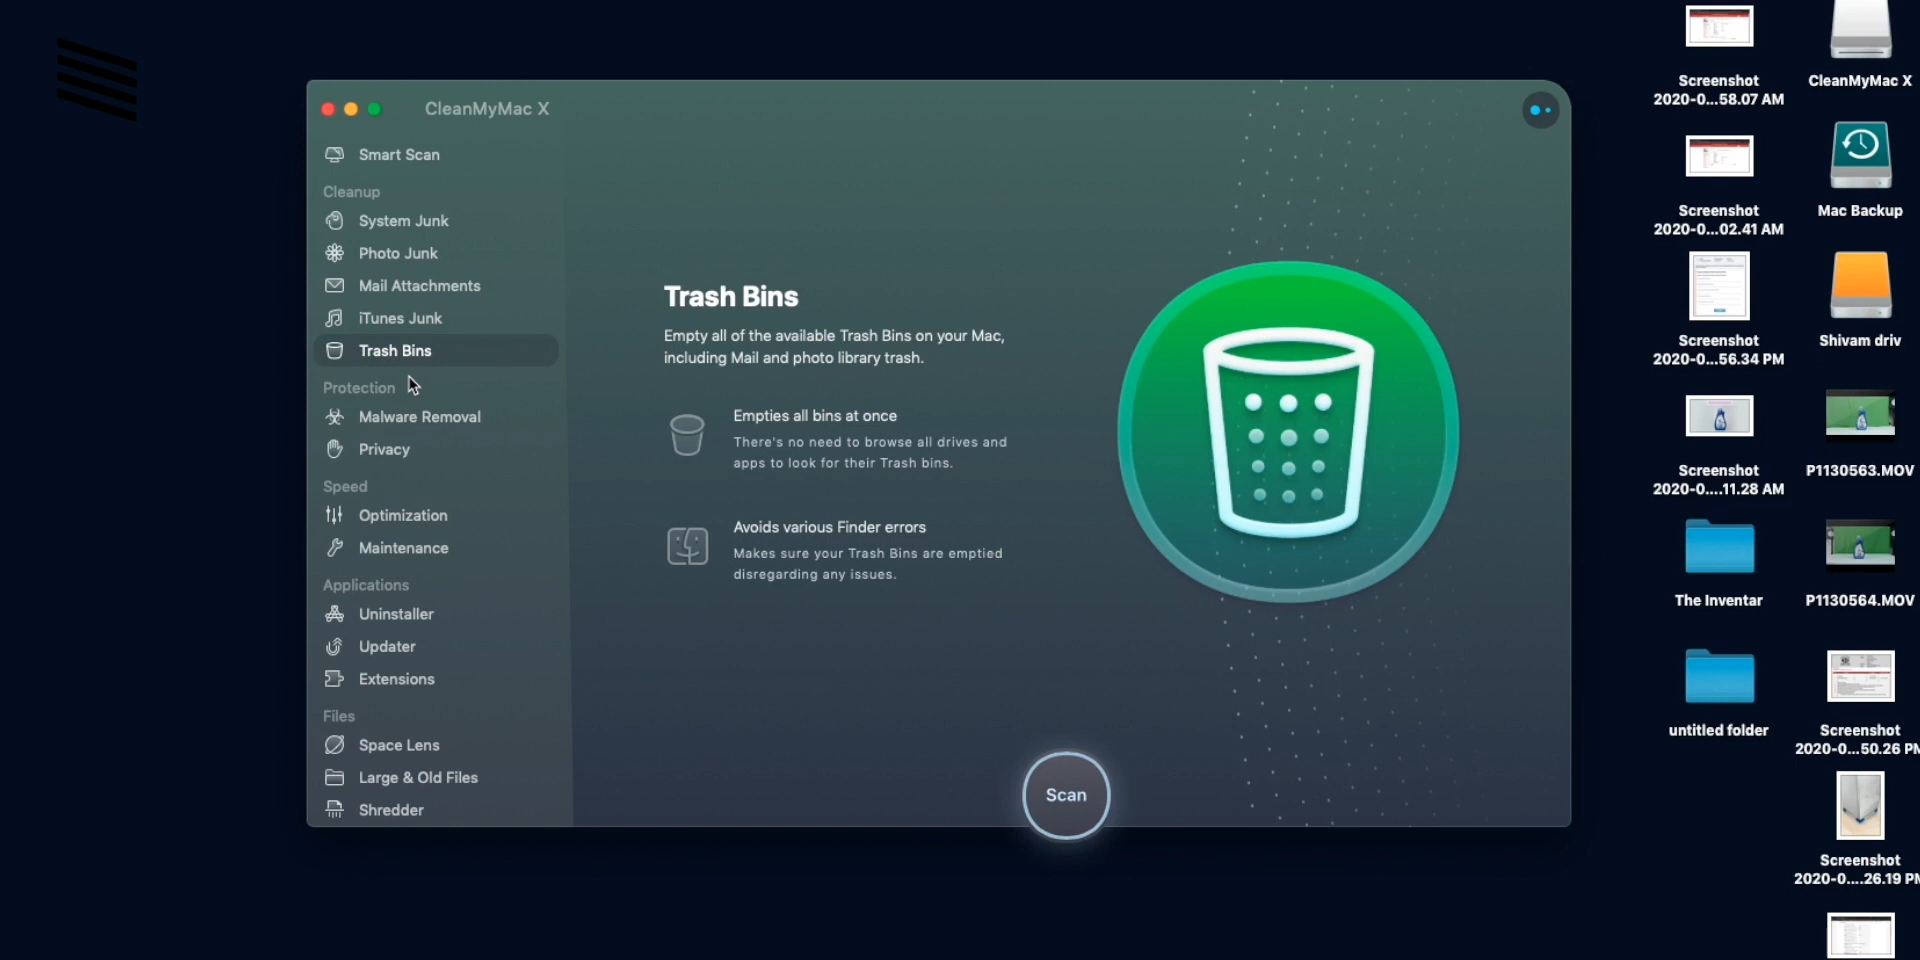 CleanMyMac X
Smart Scan
Cleanup
System Junk
Photo Junk
Mail Attachments
iTunes Junk
Trash Bins
Protection
Malware Removal
Privacy
Speed
Optimization
Maintenance
Applications
Uninstaller
Updater
Extensions
Files
Space Lens
Large & Old Files
Shredder
Trash Bins
Empty all of the available Trash Bins on your Mac,
including Mail and photo library trash.
Empties all bins at once
There's no need to browse all drives and
apps to look for their Trash bins.
Avoids various Finder errors
Makes sure your Trash Bins are emptied
disregarding any issues.
Scan
Screenshot
2020-0...58.07 AM
Screenshot
2020-0...02.41 AM
Screenshot
2020-0...56.34 PM
Screenshot
2020-0....11.28 AM
The Inventar
untitled folder
CleanMyMac X
Mac Backup
Shivam driv
P1130563.MOV
P1130564.MOV
Screenshot
2020-0...50.26 PM
Screenshot
2020-0....26.19 PM